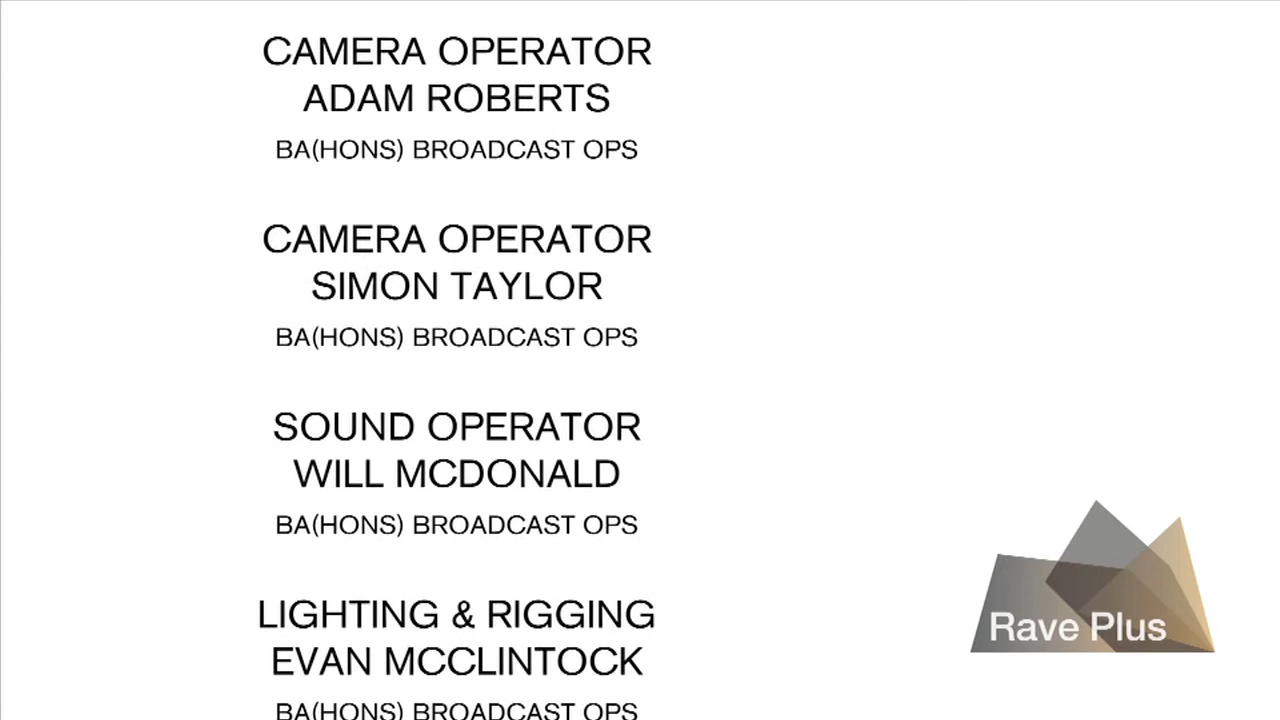 CAMERA OPERATOR
ADAM ROBERTS
BA(HONS) BROADCAST OPS
CAMERA OPERATOR
SIMON TAYLOR
BA(HONS) BROADCAST OPS
SOUND OPERATOR
WILL MCDONALD
BA(HONS) BROADCAST OPS
LIGHTING & RIGGING
EVAN MCCLINTOCK
BA(HONS) BROADCAST OPS
Rave Plus